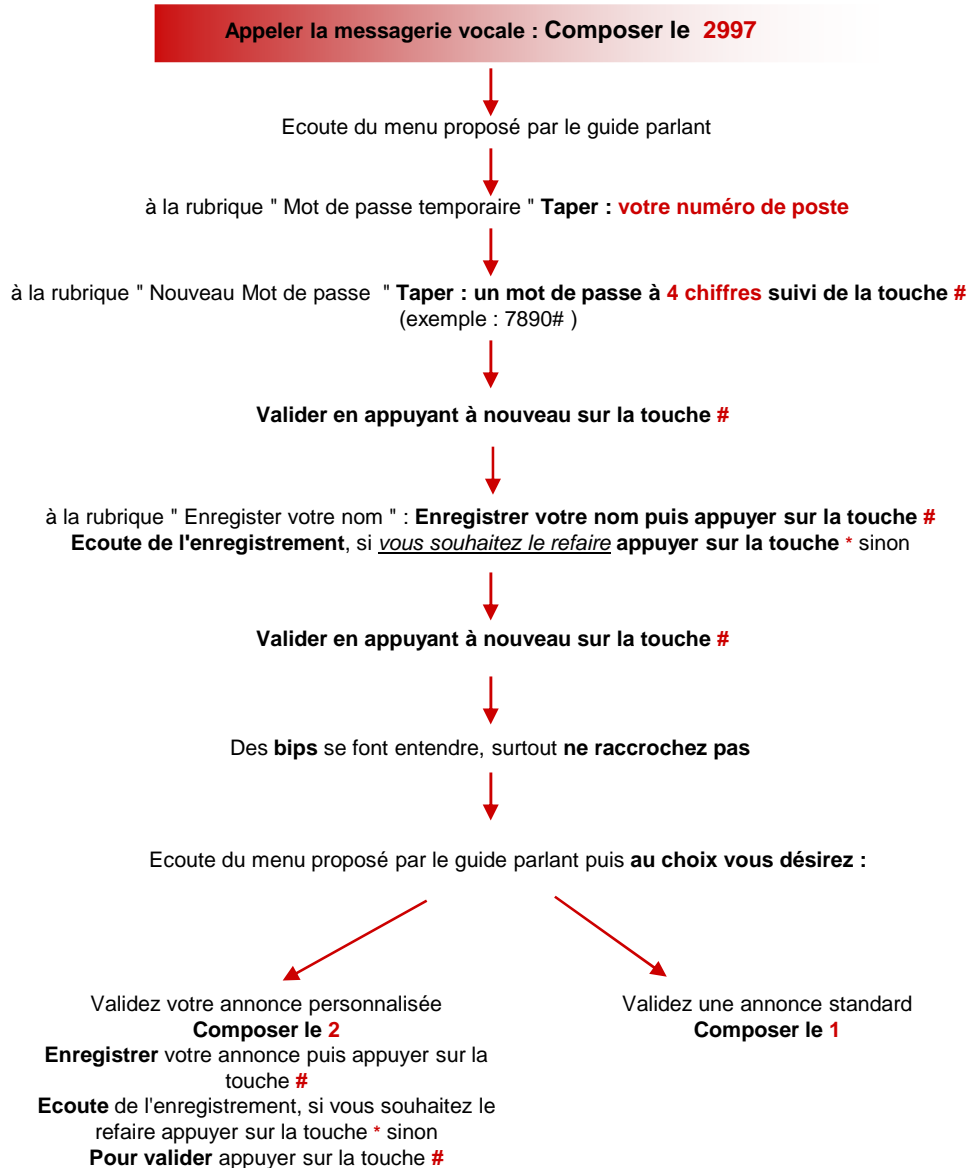 Appeler la messagerie vocale : Composer le 2997
Ecoute du menu proposé par le guide parlant
à la rubrique " Mot de passe temporaire " Taper : votre numéro de poste
à la rubrique " Nouveau Mot de passe " Taper : un mot de passe à 4 chiffres suivi de la touche #
(exemple : 7890# )
Valider en appuyant à nouveau sur la touche #
à la rubrique " Enregister votre nom " : Enregistrer votre nom puis appuyer sur la touche #
Ecoute de l'enregistrement, si vous souhaitez le refaire appuyer sur la touche * sinon
Valider en appuyant à nouveau sur la touche #
Des bips se font entendre, surtout ne raccrochez pas
Ecoute du menu proposé par le guide parlant puis au choix vous désirez :
Validez votre annonce personnalisée
Composer le 2
Enregistrer votre annonce puis appuyer sur la
touche #
Ecoute de l'enregistrement, si vous souhaitez le
refaire appuyer sur la touche * sinon
Pour valider appuyer sur la touche #
Validez une annonce standard
Composer le 1